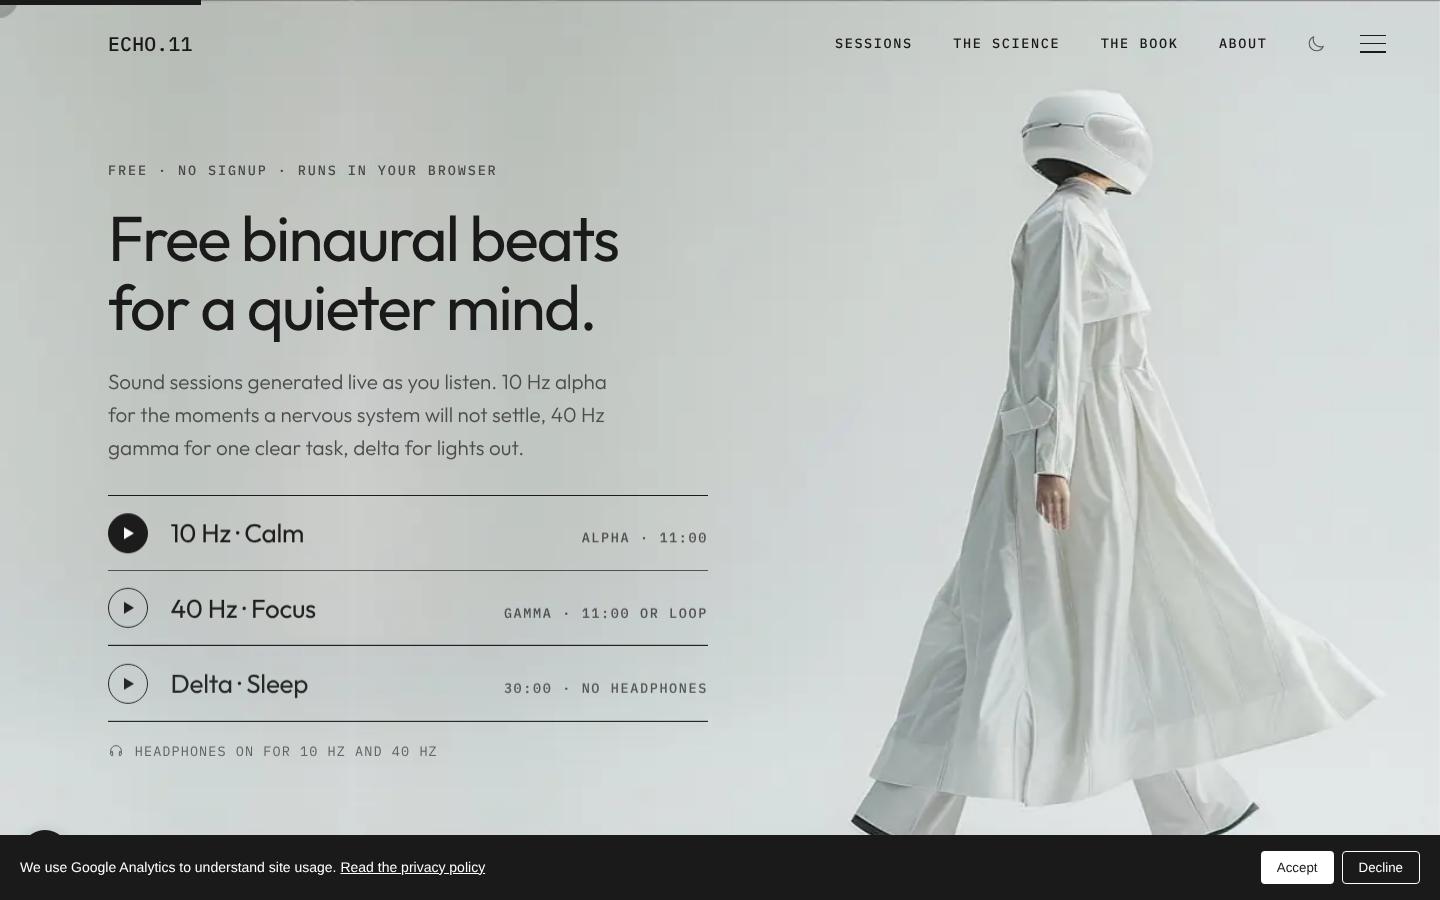 ECHO.11
SESSIONS
THE SCIENCE
THE BOOK
ABOUT
FREE · NO SIGNUP · RUNS IN YOUR BROWSER
Free binaural beats
for a quieter mind.
Sound sessions generated live as you listen. 10 Hz alpha
for the moments a nervous system will not settle, 40 Hz
gamma for one clear task, delta for lights out.
10 Hz · Calm
ALPHA · 11:00
40 Hz · Focus
GAMMA · 11:00 OR LOOP
Delta · Sleep
30:00 · NO HEADPHONES
HEADPHONES ON FOR 10 HZ AND 40 HZ
We use Google Analytics to understand site usage. Read the privacy policy
Accept
Decline